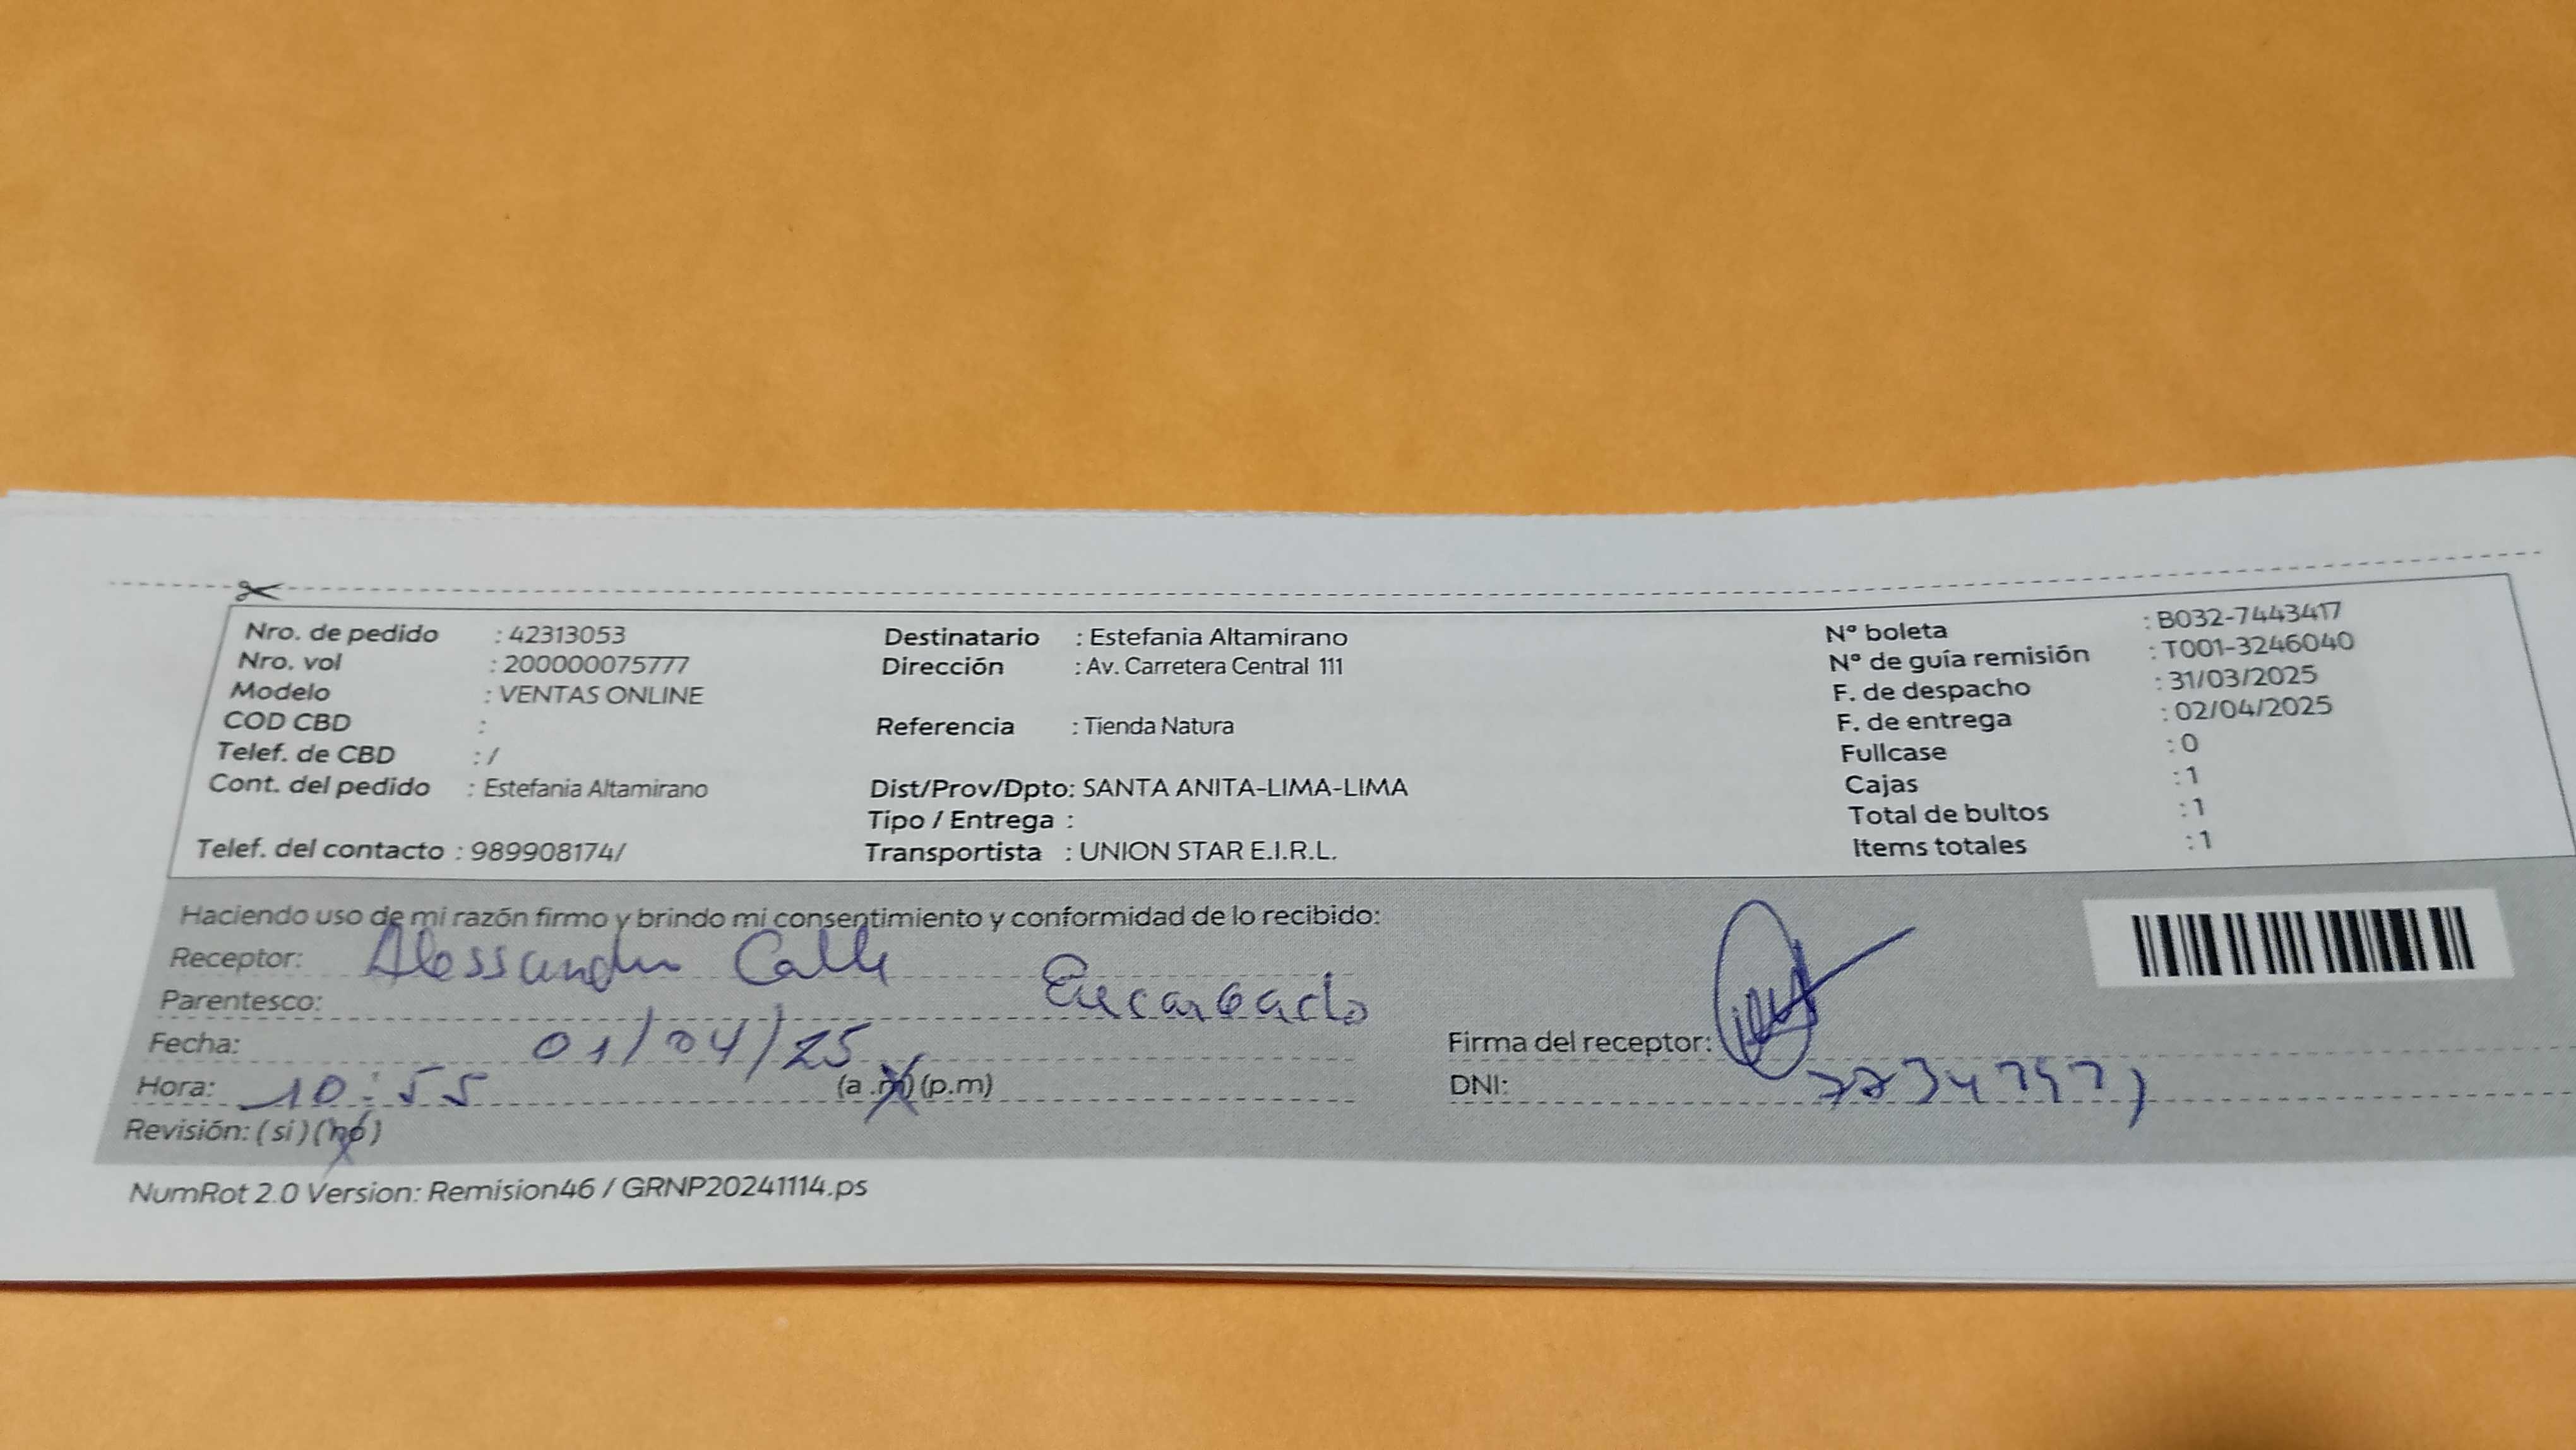 Nro. de pedido : 42313053
Nro. vol : 200000075777
Modelo : VENTAS ONLINE
COD CBD :
Telef. de CBD : /
Cont. del pedido : Estefania Altamirano
Telef. del contacto : 989908174/
Destinatario : Estefania Altamirano
Dirección : Av. Carretera Central 111
Referencia : Tienda Natura
Dist/Prov/Dpto: SANTA ANITA-LIMA-LIMA
Tipo / Entrega :
Transportista : UNION STAR E.I.R.L.
N° boleta : B032-7443417
N° de guía remisión : T001-3246040
F. de despacho : 31/03/2025
F. de entrega : 02/04/2025
Fullcase : 0
Cajas : 1
Total de bultos : 1
Items totales : 1
Haciendo uso de mi razón firmo y brindo mi consentimiento y conformidad de lo recibido:
Receptor: Alessandro Calle
Parentesco: Encargado
Fecha: 01/04/25
Hora: 10:55 (a.m)(p.m)
Revisión: (si)(no)
Firma del receptor:
DNI:
NumRot 2.0 Version: Remision46 / GRNP20241114.ps